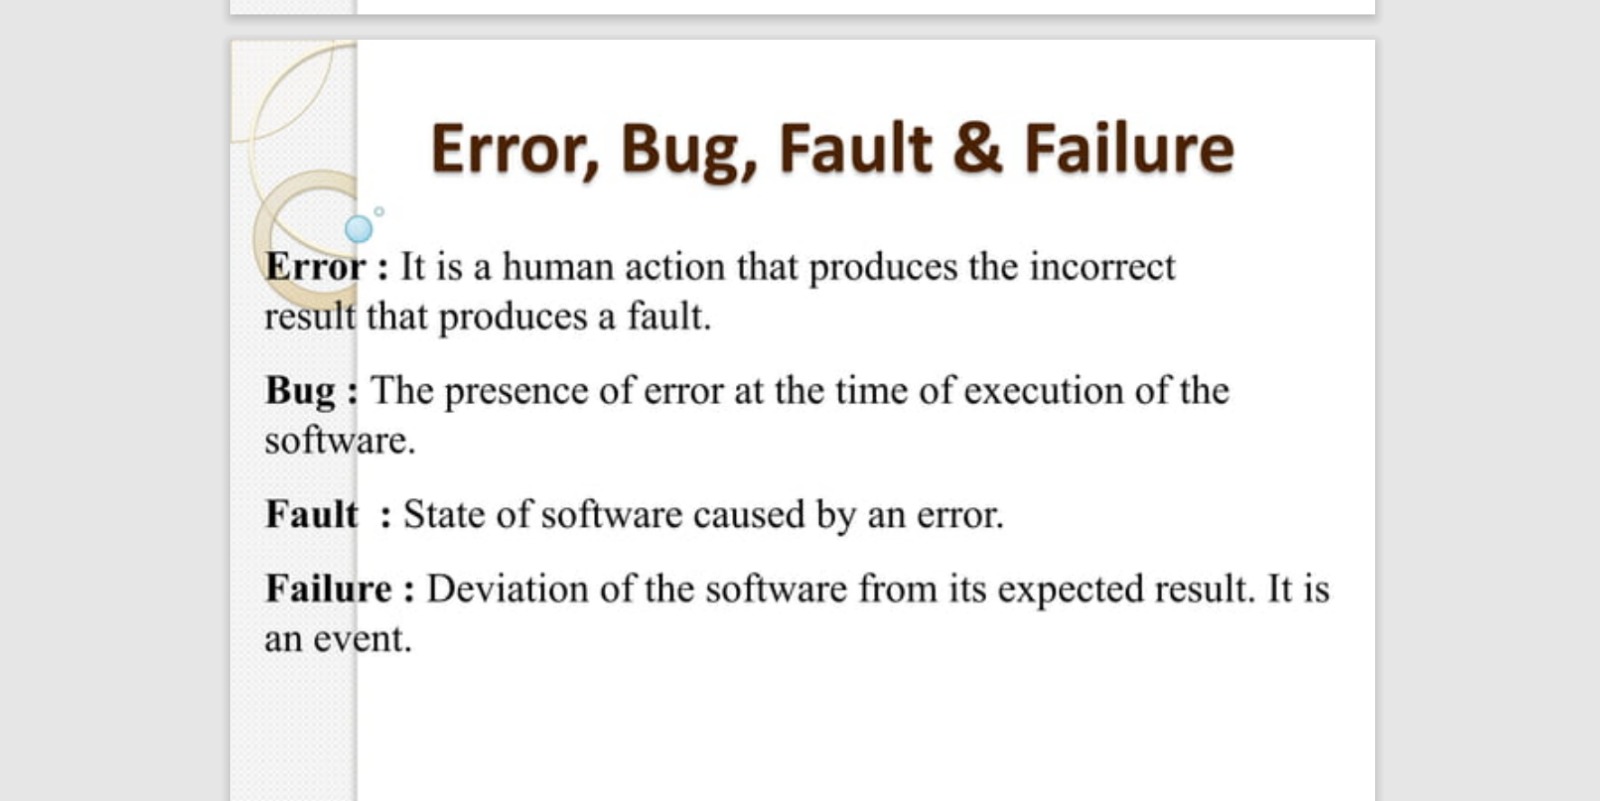 Error, Bug, Fault & Failure
Error : It is a human action that produces the incorrect
result that produces a fault.
Bug : The presence of error at the time of execution of the
software.
Fault  : State of software caused by an error.
Failure : Deviation of the software from its expected result. It is
an event.